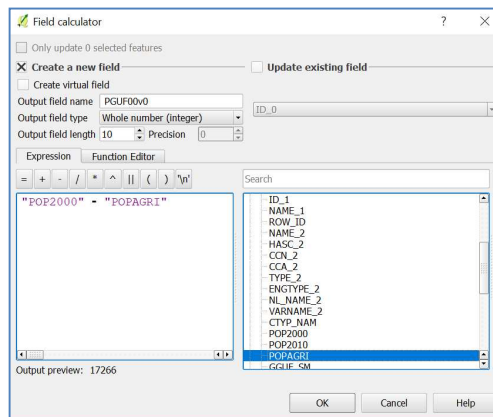 Field calculator ? ×
Only update 0 selected features
Create a new field Update existing field
Create virtual field
Output field name PGUF00v0
Output field type Whole number (integer) ID_0
Output field length 10 Precision 0
Expression Function Editor
= + - / * ^ || ( ) '\n' Search
"POP2000" - "POPAGRI"
ID_1
NAME_1
ROW_ID
NAME_2
HASC_2
CCN_2
CCA_2
TYPE_2
ENGTYPE_2
NL_NAME_2
VARNAME_2
CTYP_NAM
POP2000
POP2010
POPAGRI
GGUF_SM
Output preview: 17266
OK Cancel Help